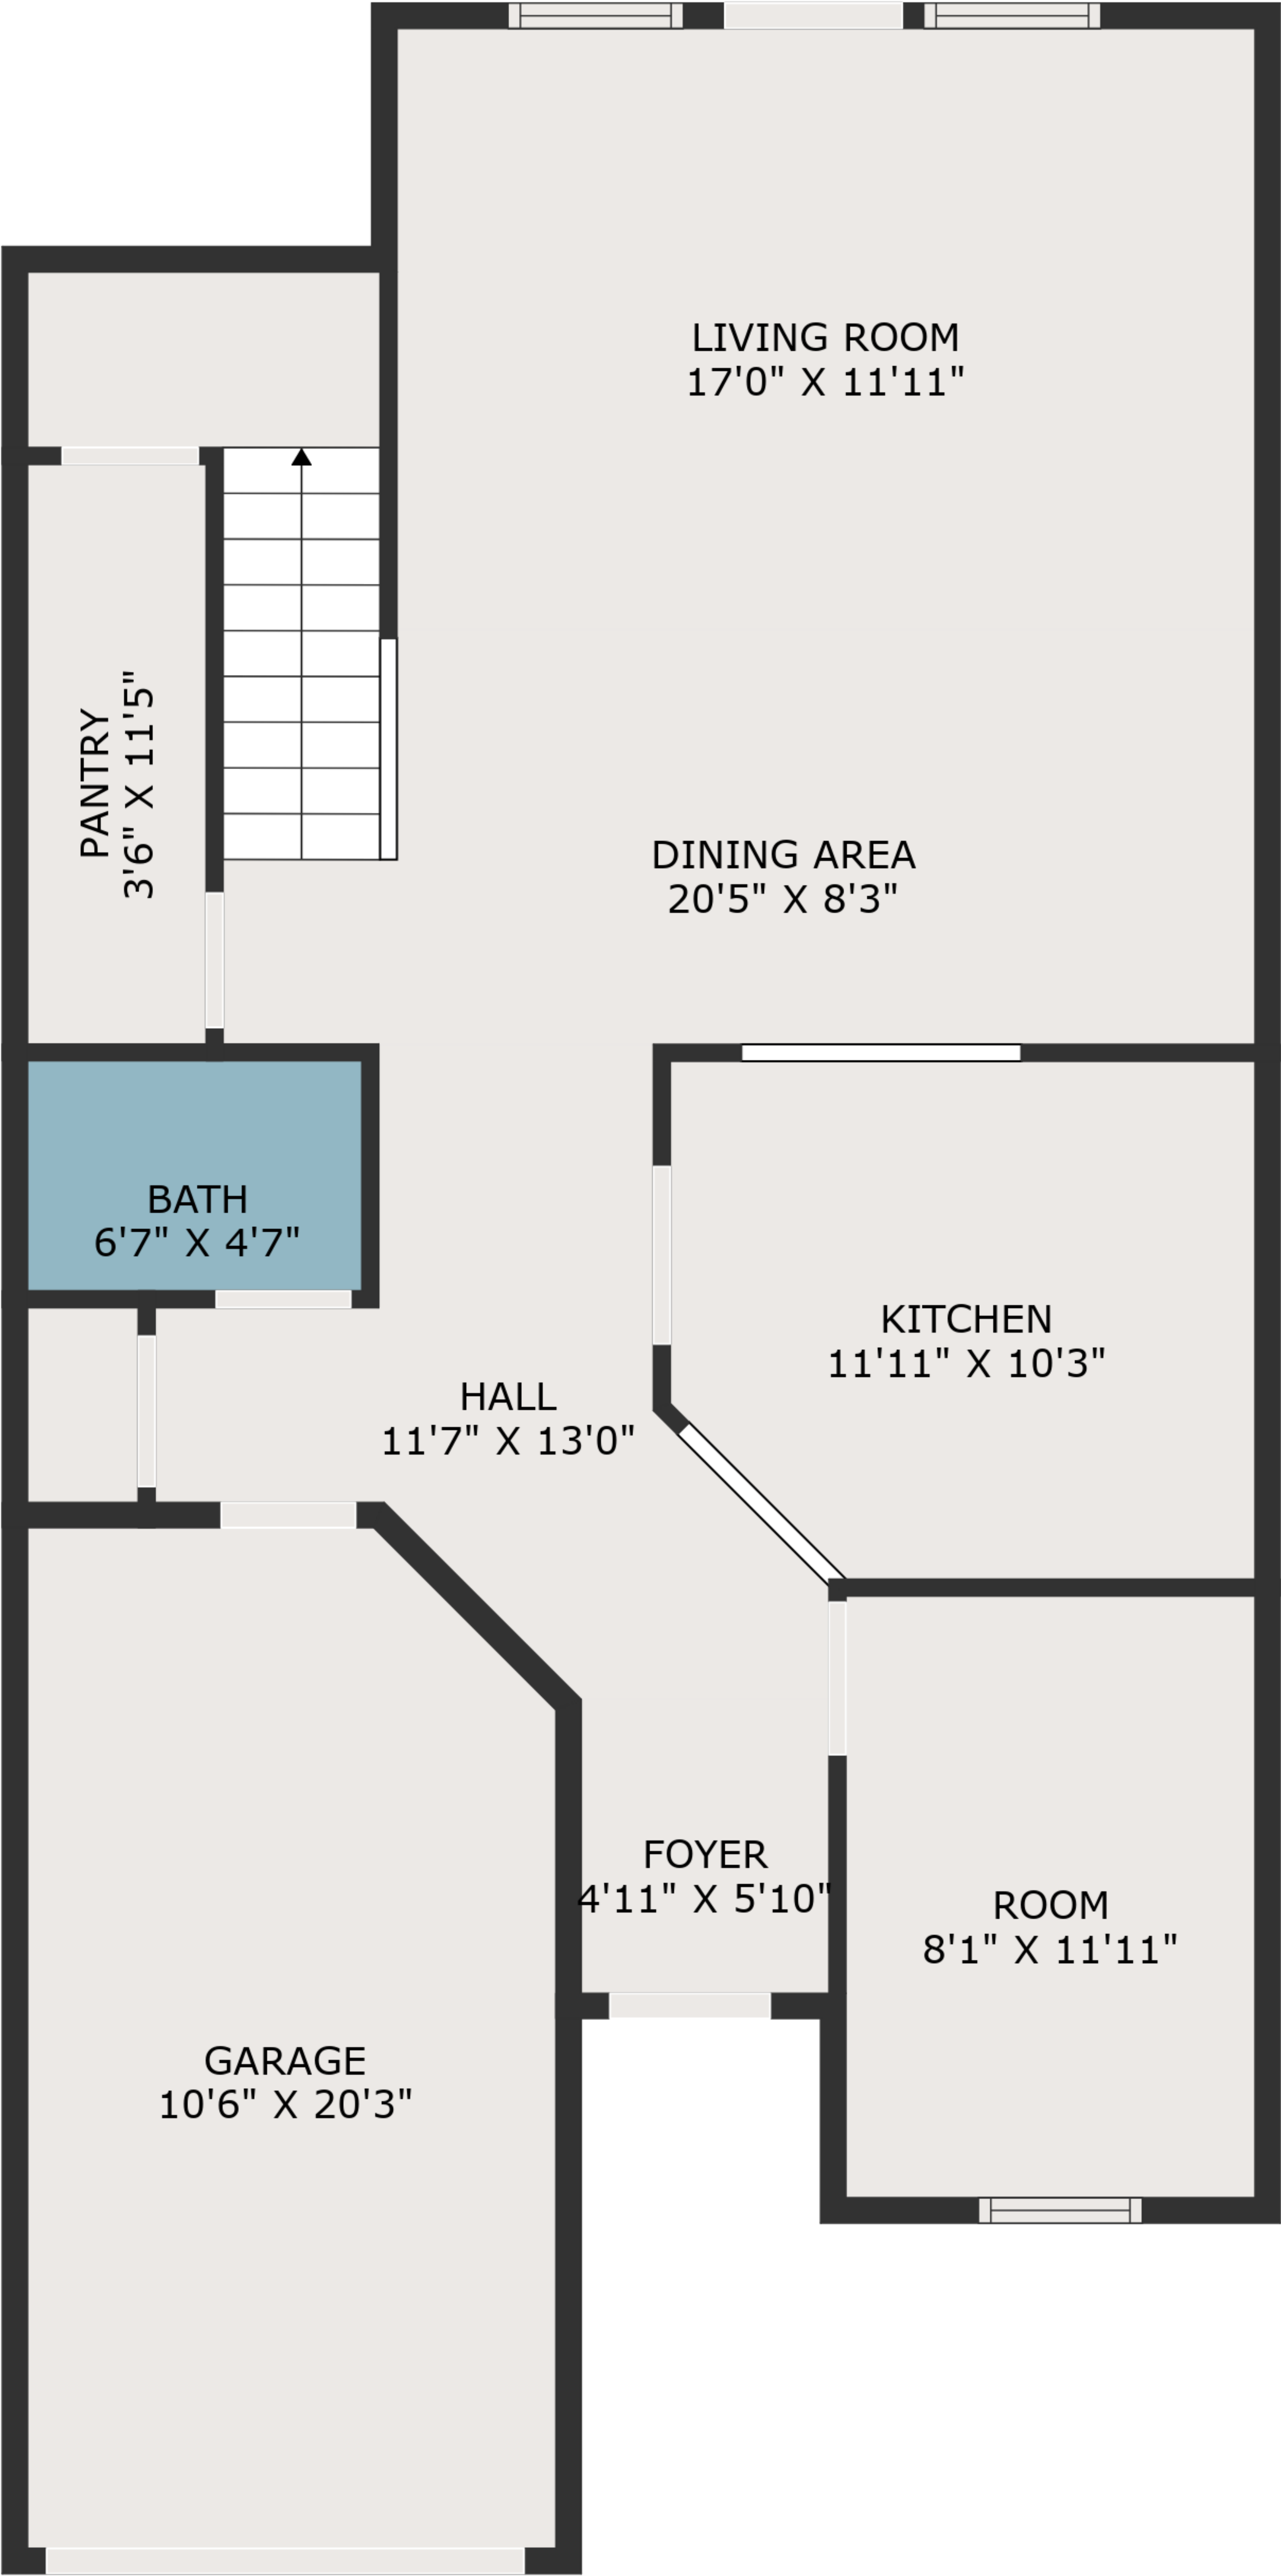 LIVING ROOM
17'0" X 11'11"
PANTRY
3'6" X 11'5"
DINING AREA
20'5" X 8'3"
BATH
6'7" X 4'7"
KITCHEN
11'11" X 10'3"
HALL
11'7" X 13'0"
FOYER
4'11" X 5'10"
ROOM
8'1" X 11'11"
GARAGE
10'6" X 20'3"